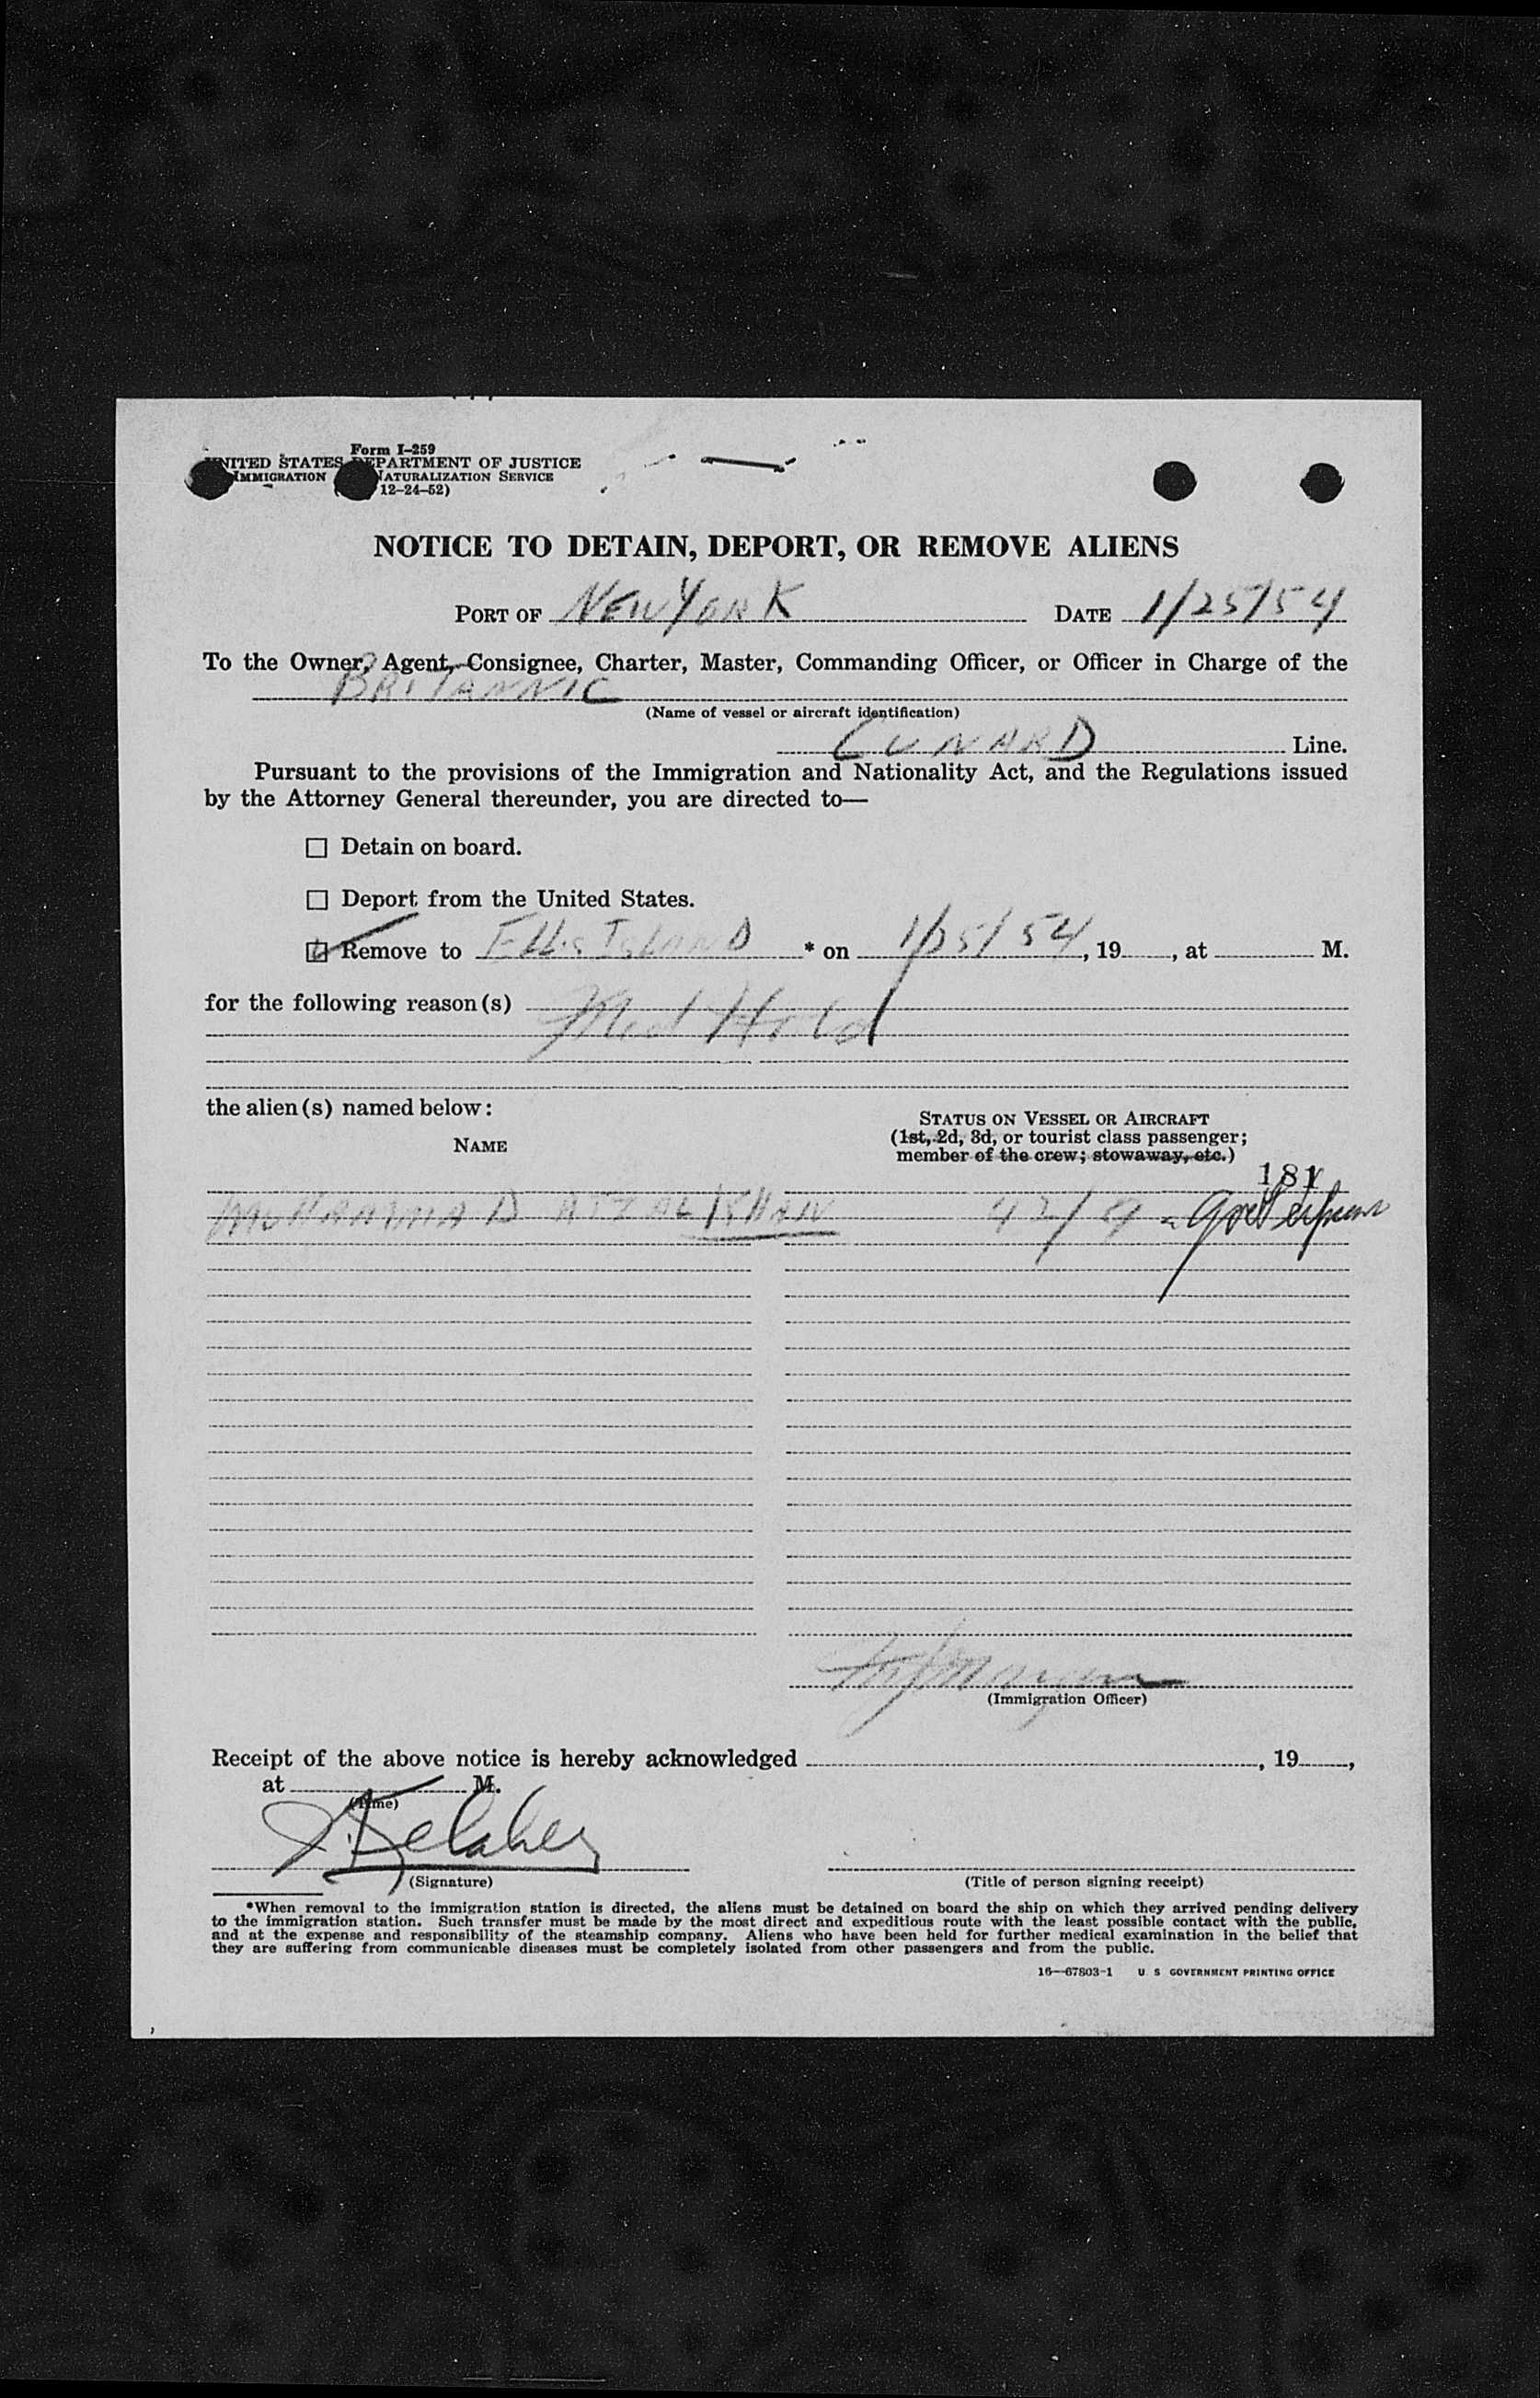 Form I-259
UNITED STATES DEPARTMENT OF JUSTICE
IMMIGRATION NATURALIZATION SERVICE
12-24-52)
NOTICE TO DETAIN, DEPORT, OR REMOVE ALIENS
PORT OF NEW YORK DATE 1/25/54
To the Owner, Agent, Consignee, Charter, Master, Commanding Officer, or Officer in Charge of the
BRITANNIC
(Name of vessel or aircraft identification)
CUNARD Line.
Pursuant to the provisions of the Immigration and Nationality Act, and the Regulations issued
by the Attorney General thereunder, you are directed to—
☐ Detain on board.
☐ Deport from the United States.
☑ Remove to ELLIS ISLAND * on 1/25/54, 19 , at M.
for the following reason(s) Med Hold
the alien(s) named below:
NAME
STATUS ON VESSEL OR AIRCRAFT
(1st, 2d, 3d, or tourist class passenger;
member of the crew; stowaway, etc.)
181
MUHAMMAD KHAN 42/9 - Govt expense
(Immigration Officer)
Receipt of the above notice is hereby acknowledged , 19 ,
at M.
(Time)
(Signature)
(Title of person signing receipt)
*When removal to the immigration station is directed, the aliens must be detained on board the ship on which they arrived pending delivery
to the immigration station. Such transfer must be made by the most direct and expeditious route with the least possible contact with the public,
and at the expense and responsibility of the steamship company. Aliens who have been held for further medical examination in the belief that
they are suffering from communicable diseases must be completely isolated from other passengers and from the public.
16—67803-1 U S GOVERNMENT PRINTING OFFICE